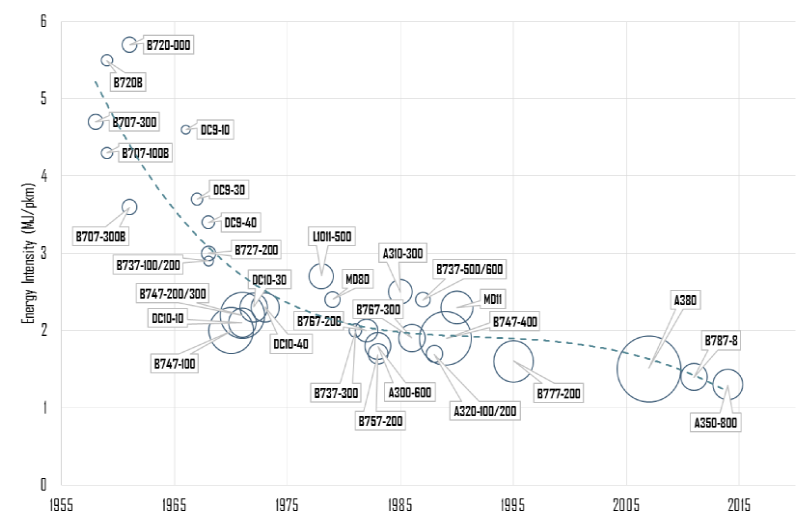 6
B720-000
B720B
5
B707-300
DC9-10
B707-100B
4
DC9-30
B707-300B
DC9-40
L1011-500
B727-200
A310-300
3
B737-100/200
B737-500/600
DC10-30
MD80
B747-200/300
MD11
A380
B767-300
DC10-10
B767-200
B747-400
2
B787-8
DC10-40
B747-100
B737-300
A300-600
B777-200
A320-100/200
1
B757-200
A350-800
0
1955
1965
1975
1985
1995
2005
2015
Energy Intensity (MJ/pkm)